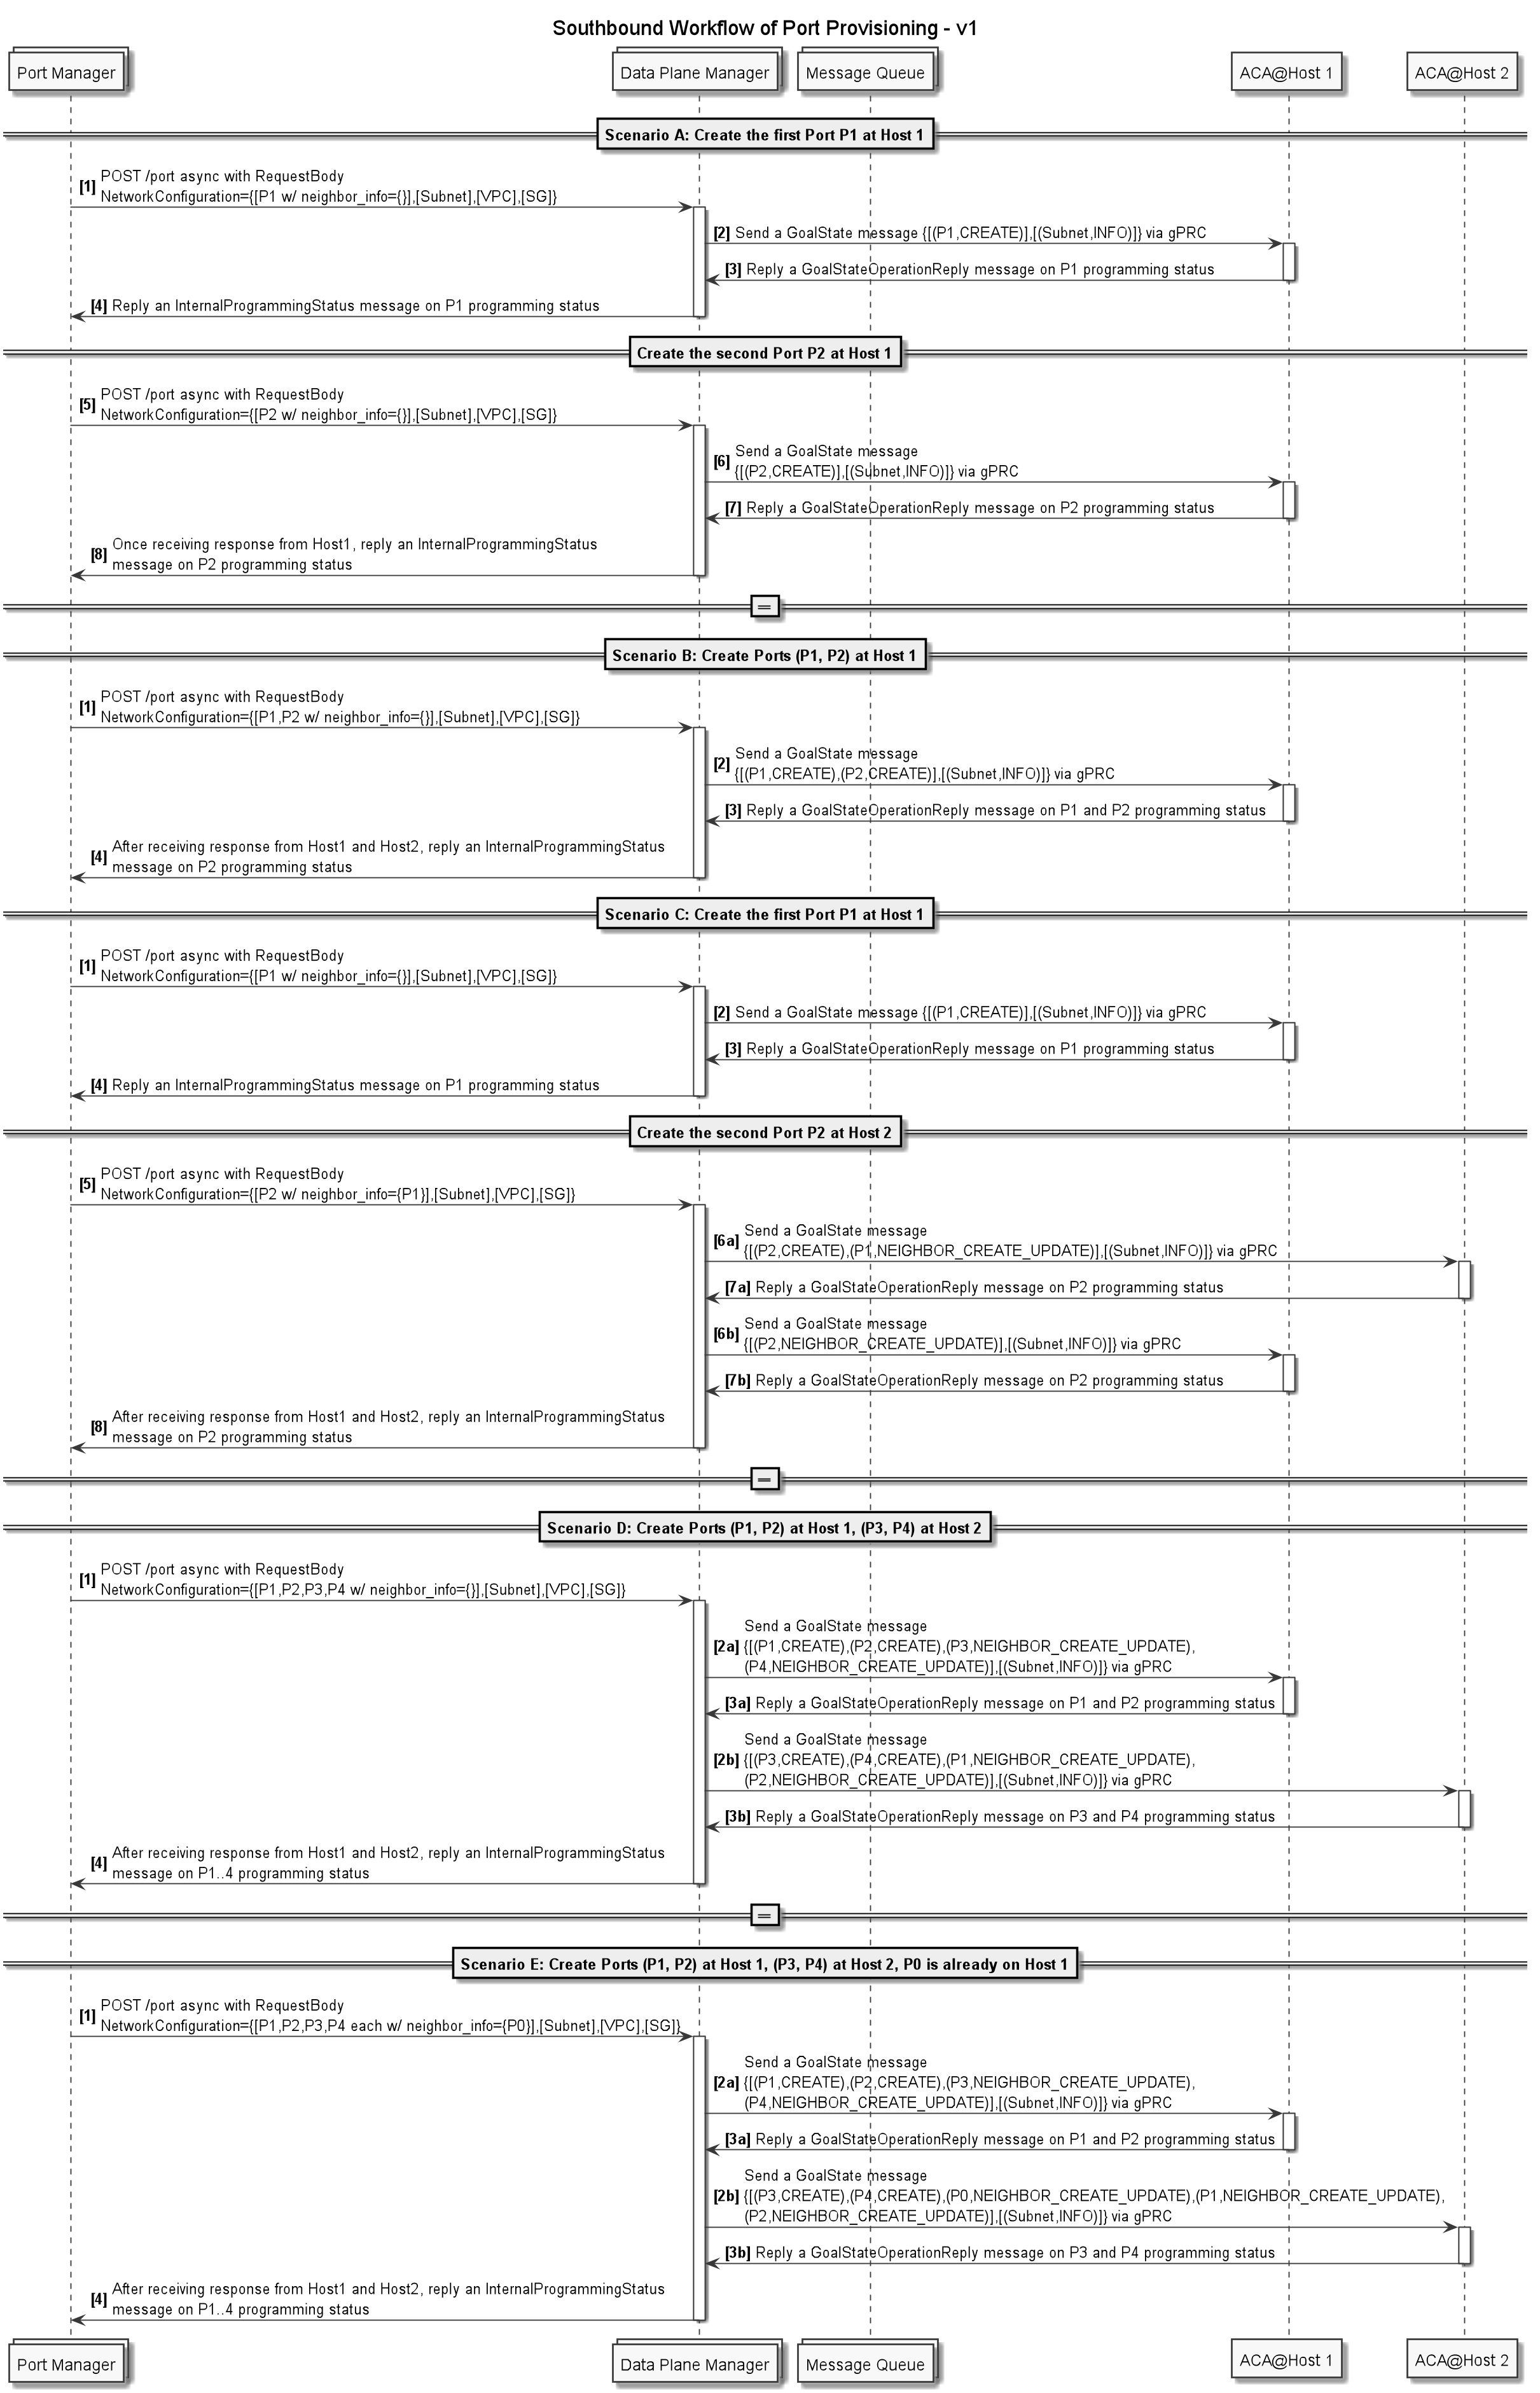 Southbound Workflow of Port Provisioning - v1
Port Manager
Data Plane Manager
Message Queue
ACA@Host 1
ACA@Host 2
Scenario A: Create the first Port P1 at Host 1
[1] POST /port async with RequestBody
NetworkConfiguration={[P1 w/ neighbor_info={}],[Subnet],[VPC],[SG]}
[2] Send a GoalState message {[(P1,CREATE)],[(Subnet,INFO)]} via gPRC
[3] Reply a GoalStateOperationReply message on P1 programming status
[4] Reply an InternalProgrammingStatus message on P1 programming status
Create the second Port P2 at Host 1
[5] POST /port async with RequestBody
NetworkConfiguration={[P2 w/ neighbor_info={}],[Subnet],[VPC],[SG]}
[6] Send a GoalState message
{[(P2,CREATE)],[(Subnet,INFO)]} via gPRC
[7] Reply a GoalStateOperationReply message on P2 programming status
[8] Once receiving response from Host1, reply an InternalProgrammingStatus
message on P2 programming status
=
Scenario B: Create Ports (P1, P2) at Host 1
[1] POST /port async with RequestBody
NetworkConfiguration={[P1,P2 w/ neighbor_info={}],[Subnet],[VPC],[SG]}
[2] Send a GoalState message
{[(P1,CREATE),(P2,CREATE)],[(Subnet,INFO)]} via gPRC
[3] Reply a GoalStateOperationReply message on P1 and P2 programming status
[4] After receiving response from Host1 and Host2, reply an InternalProgrammingStatus
message on P2 programming status
Scenario C: Create the first Port P1 at Host 1
[1] POST /port async with RequestBody
NetworkConfiguration={[P1 w/ neighbor_info={}],[Subnet],[VPC],[SG]}
[2] Send a GoalState message {[(P1,CREATE)],[(Subnet,INFO)]} via gPRC
[3] Reply a GoalStateOperationReply message on P1 programming status
[4] Reply an InternalProgrammingStatus message on P1 programming status
Create the second Port P2 at Host 2
[5] POST /port async with RequestBody
NetworkConfiguration={[P2 w/ neighbor_info={P1}],[Subnet],[VPC],[SG]}
[6a] Send a GoalState message
{[(P2,CREATE),(P1,NEIGHBOR_CREATE_UPDATE)],[(Subnet,INFO)]} via gPRC
[7a] Reply a GoalStateOperationReply message on P2 programming status
[6b] Send a GoalState message
{[(P2,NEIGHBOR_CREATE_UPDATE)],[(Subnet,INFO)]} via gPRC
[7b] Reply a GoalStateOperationReply message on P2 programming status
[8] After receiving response from Host1 and Host2, reply an InternalProgrammingStatus
message on P2 programming status
=
Scenario D: Create Ports (P1, P2) at Host 1, (P3, P4) at Host 2
[1] POST /port async with RequestBody
NetworkConfiguration={[P1,P2,P3,P4 w/ neighbor_info={}],[Subnet],[VPC],[SG]}
Send a GoalState message
[2a] {[(P1,CREATE),(P2,CREATE),(P3,NEIGHBOR_CREATE_UPDATE),
(P4,NEIGHBOR_CREATE_UPDATE)],[(Subnet,INFO)]} via gPRC
[3a] Reply a GoalStateOperationReply message on P1 and P2 programming status
Send a GoalState message
[2b] {[(P3,CREATE),(P4,CREATE),(P1,NEIGHBOR_CREATE_UPDATE),
(P2,NEIGHBOR_CREATE_UPDATE)],[(Subnet,INFO)]} via gPRC
[3b] Reply a GoalStateOperationReply message on P3 and P4 programming status
[4] After receiving response from Host1 and Host2, reply an InternalProgrammingStatus
message on P1..4 programming status
=
Scenario E: Create Ports (P1, P2) at Host 1, (P3, P4) at Host 2, P0 is already on Host 1
[1] POST /port async with RequestBody
NetworkConfiguration={[P1,P2,P3,P4 each w/ neighbor_info={P0}],[Subnet],[VPC],[SG]}
Send a GoalState message
[2a] {[(P1,CREATE),(P2,CREATE),(P3,NEIGHBOR_CREATE_UPDATE),
(P4,NEIGHBOR_CREATE_UPDATE)],[(Subnet,INFO)]} via gPRC
[3a] Reply a GoalStateOperationReply message on P1 and P2 programming status
Send a GoalState message
[2b] {[(P3,CREATE),(P4,CREATE),(P0,NEIGHBOR_CREATE_UPDATE),(P1,NEIGHBOR_CREATE_UPDATE),
(P2,NEIGHBOR_CREATE_UPDATE)],[(Subnet,INFO)]} via gPRC
[3b] Reply a GoalStateOperationReply message on P3 and P4 programming status
[4] After receiving response from Host1 and Host2, reply an InternalProgrammingStatus
message on P1..4 programming status
Port Manager
Data Plane Manager
Message Queue
ACA@Host 1
ACA@Host 2